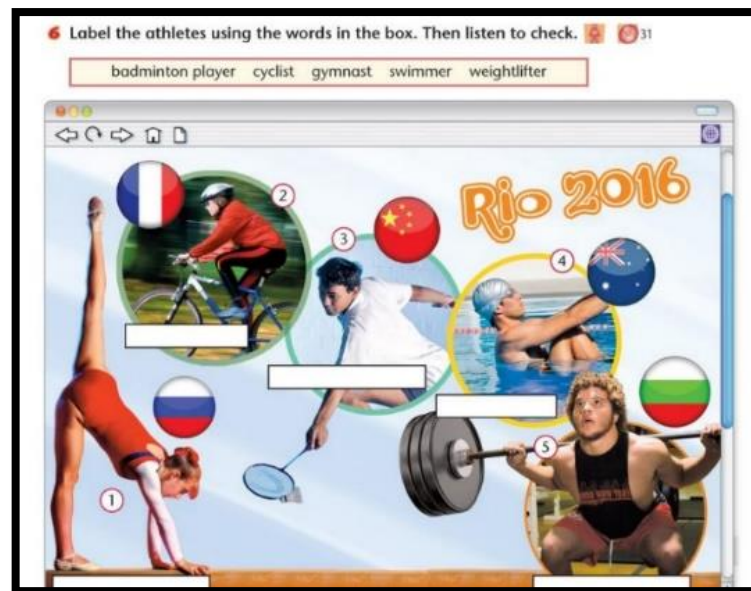 6 Label the athletes using the words in the box. Then listen to check. 31
badminton player cyclist gymnast swimmer weightlifter
Rio 2016
2
3
4
5
1